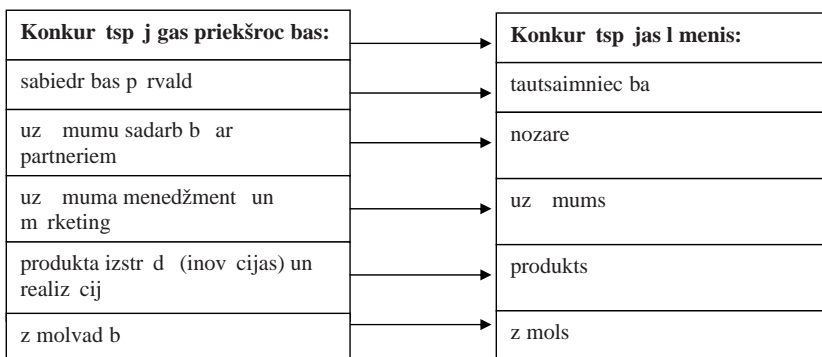 Konkur tsp j gas priekšroc bas:
sabiedr bas p rvald
uz mumu sadarb b ar
partneriem
uz muma menedžment un
m rketing
produkta izstr d (inov cijas) un
realiz cij
z molvad b
Konkur tsp jas l menis:
tautsaimniec ba
nozare
uz mums
produkts
z mols